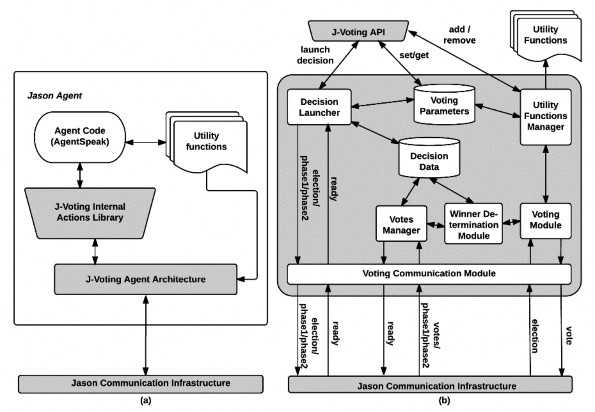 Jason Agent
Agent Code
(AgentSpeak)
Utility
functions
J-Voting Internal
Actions Library
J-Voting Agent Architecture
Jason Communication Infrastructure
(a)
J-Voting API
launch
decision
set/get
add /
remove
Utility
Functions
Decision
Launcher
Voting
Parameters
Utility
Functions
Manager
Decision
Data
election/
phase1/phase2
ready
Votes
Manager
Winner De-
termination
Module
Voting
Module
Voting Communication Module
election/
phase1/phase2
ready
ready
votes/
phase1/phase2
election
vote
Jason Communication Infrastructure
(b)